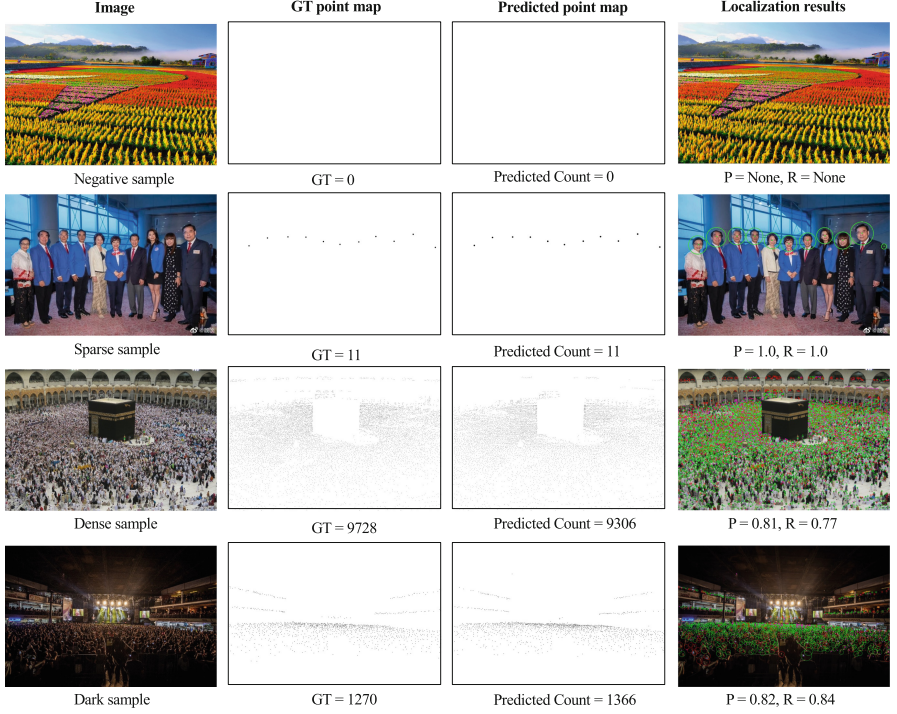 Image GT point map Predicted point map Localization results
Negative sample GT = 0 Predicted Count = 0 P = None, R = None
Sparse sample GT = 11 Predicted Count = 11 P = 1.0, R = 1.0
Dense sample GT = 9728 Predicted Count = 9306 P = 0.81, R = 0.77
Dark sample GT = 1270 Predicted Count = 1366 P = 0.82, R = 0.84